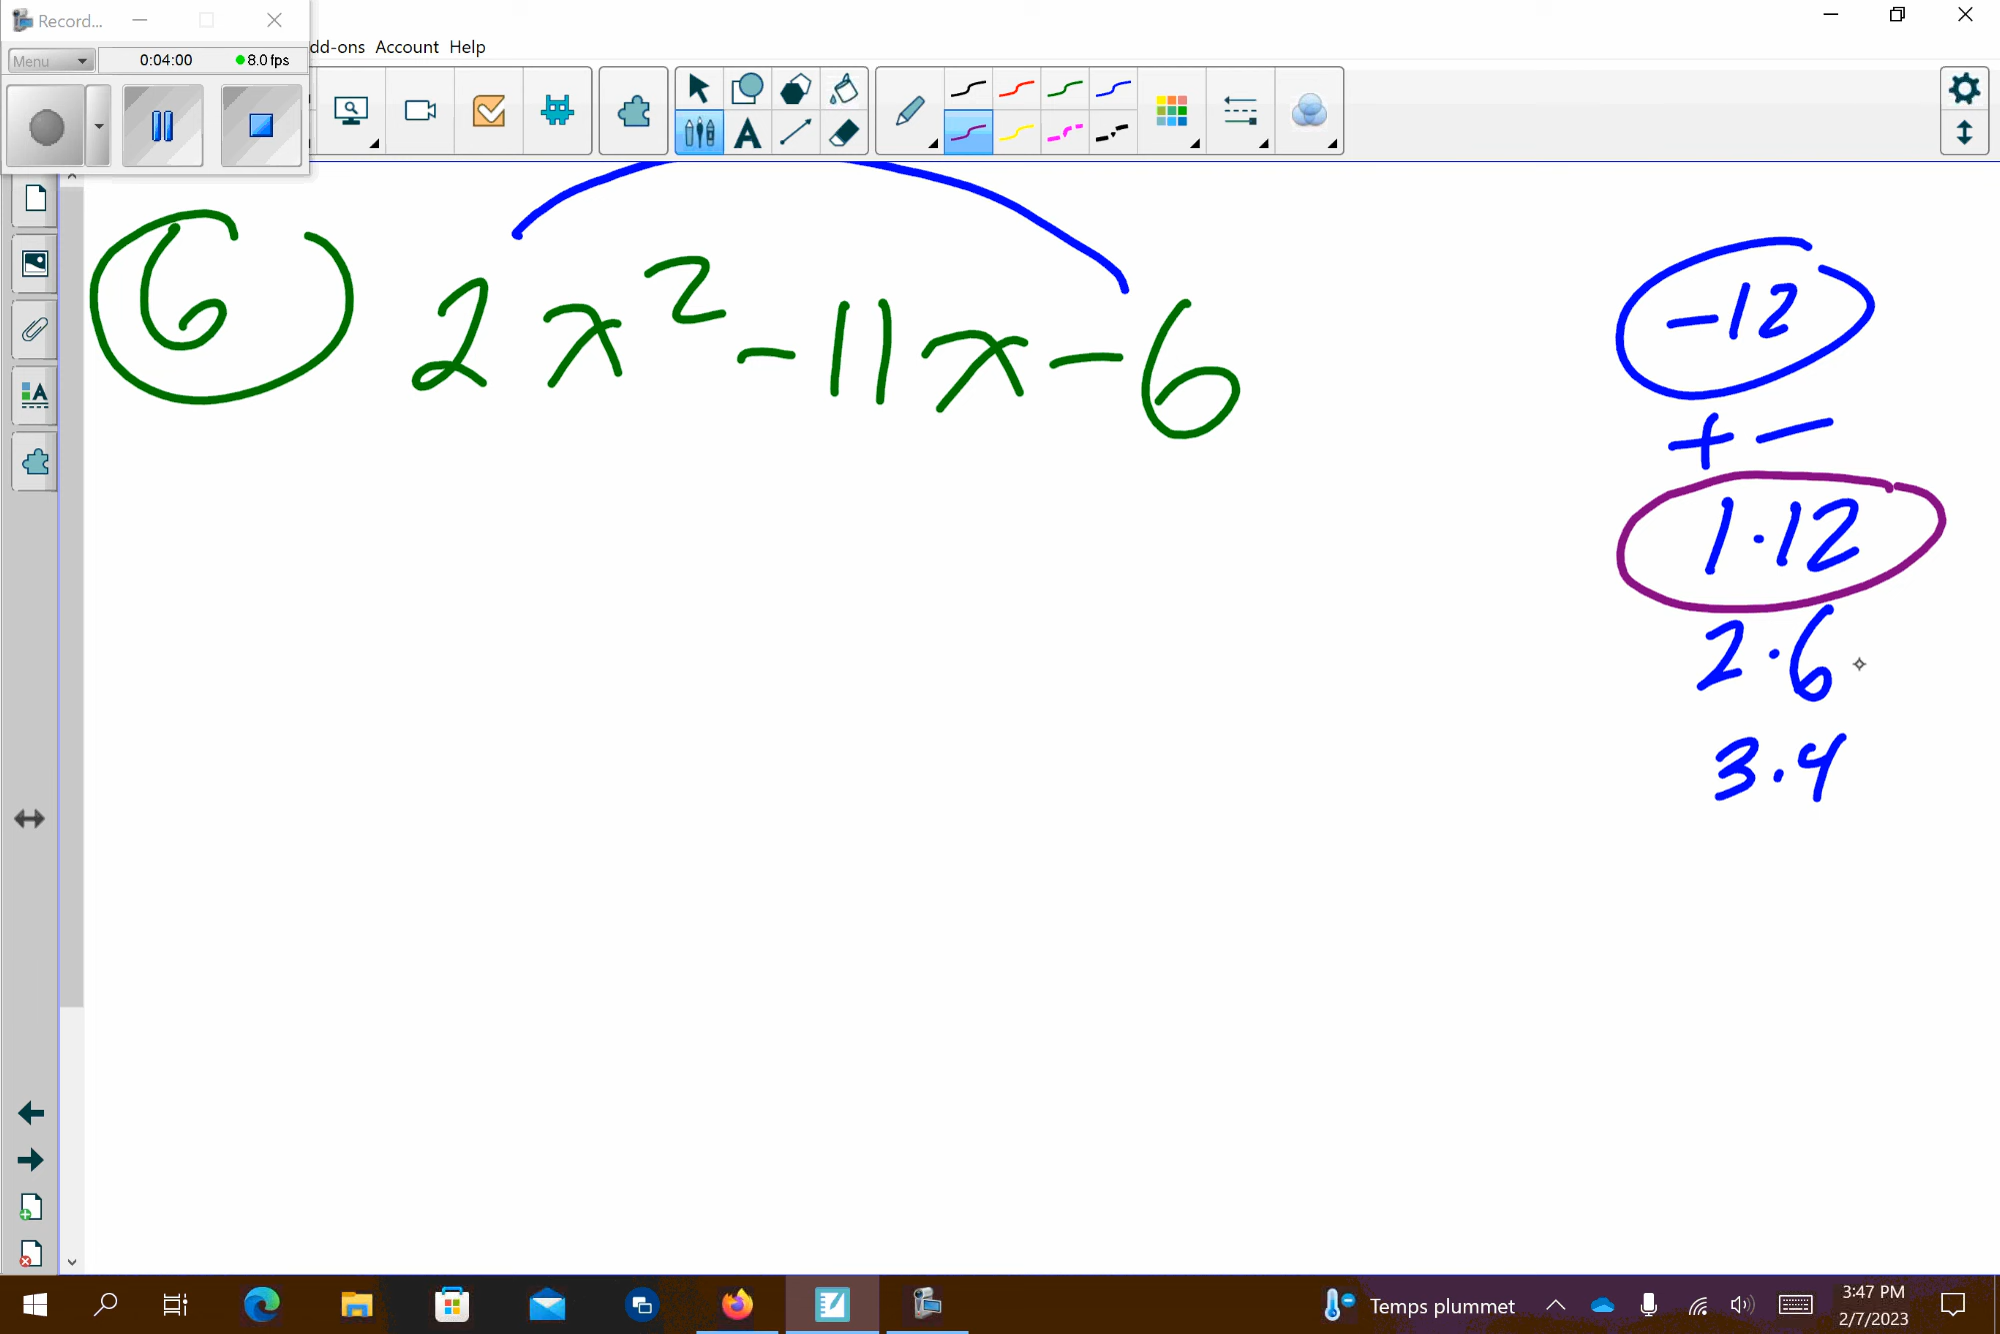 Record...
Menu 0:04:00 8.0 fps
dd-ons Account Help
6 2x² - 11x - 6
-12
+ -
1 · 12
2 · 6
3 · 4
Temps plummet
3:47 PM
2/7/2023